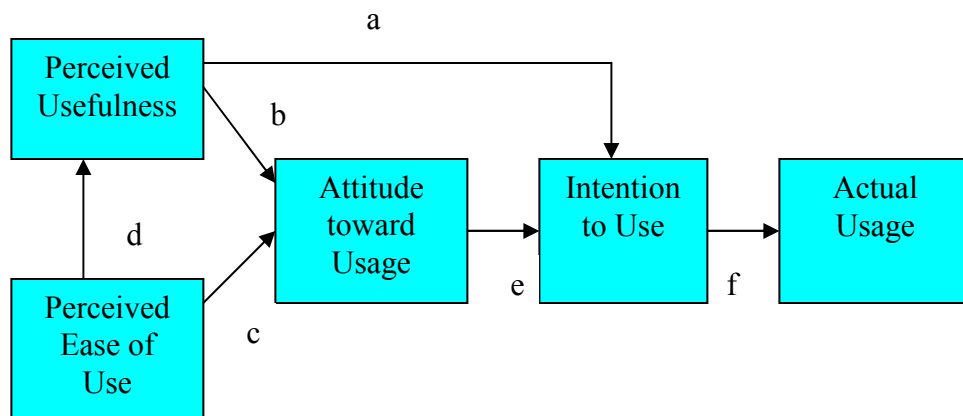 a
Perceived
Usefulness
b
Attitude
toward
Usage
Intention
to Use
Actual
Usage
d
e
f
Perceived
Ease of
Use
c